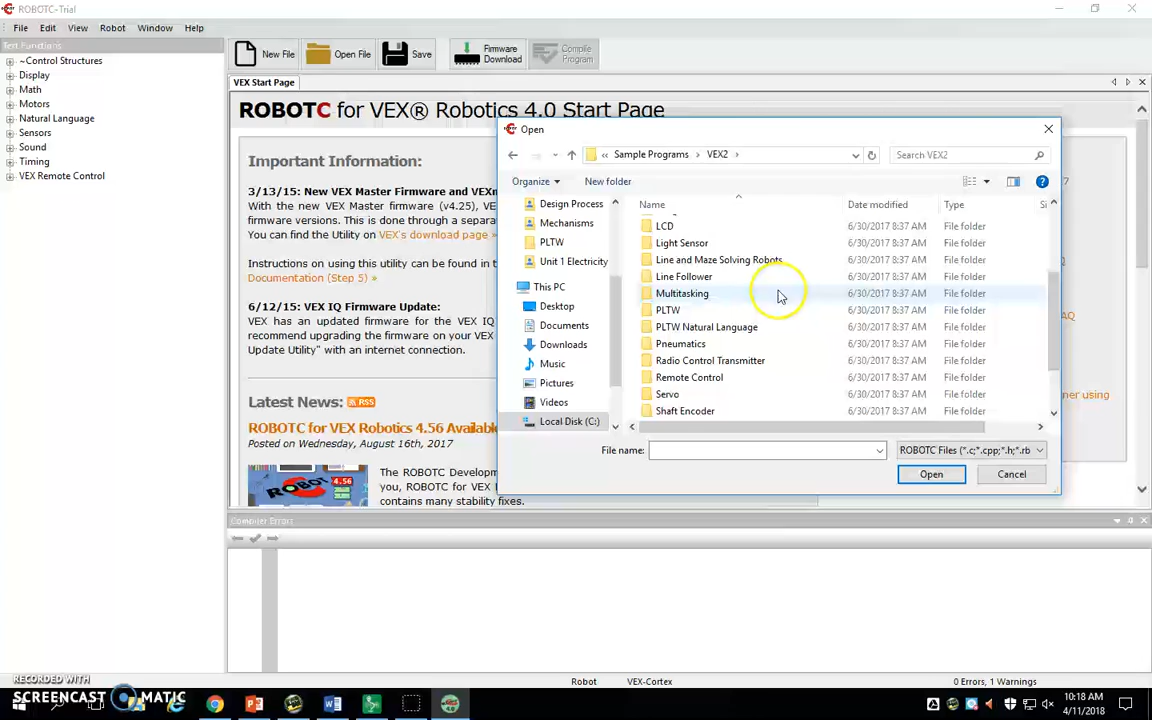 ROBOTC-Trial
File Edit View Robot Window Help
Text Functions
~Control Structures
Display
Math
Motors
Natural Language
Sensors
Sound
Timing
VEX Remote Control
New File
Open File
Save
Firmware Download
Compile Program
VEX Start Page
ROBOTC for VEX® Robotics 4.0 Start Page
Important Information:
3/13/15: New VEX Master Firmware and VEXn
With the new VEX Master firmware (v4.25), VE
firmware versions. This is done through a separa
You can find the Utility on VEX's download page »
Instructions on using this utility can be found in t
Documentation (Step 5) »
6/12/15: VEX IQ Firmware Update:
VEX has an updated firmware for the VEX IQ
recommend upgrading the firmware for your VEX
Update Utility" with an internet connection.
Latest News: RSS
ROBOTC for VEX Robotics 4.56 Available
Posted on Wednesday, August 16th, 2017
ROBOT 4.56
The ROBOTC Developm
you, ROBOTC for VEX
contains many stability fixes.
Open
« Sample Programs › VEX2 ›
Search VEX2
Organize
New folder
Design Process
Mechanisms
PLTW
Unit 1 Electricity
This PC
Desktop
Documents
Downloads
Music
Pictures
Videos
Local Disk (C:)
Name Date modified Type Si
LCD 6/30/2017 8:37 AM File folder
Light Sensor 6/30/2017 8:37 AM File folder
Line and Maze Solving Robots 6/30/2017 8:37 AM File folder
Line Follower 6/30/2017 8:37 AM File folder
Multitasking 6/30/2017 8:37 AM File folder
PLTW 6/30/2017 8:37 AM File folder
PLTW Natural Language 6/30/2017 8:37 AM File folder
Pneumatics 6/30/2017 8:37 AM File folder
Radio Control Transmitter 6/30/2017 8:37 AM File folder
Remote Control 6/30/2017 8:37 AM File folder
Servo 6/30/2017 8:37 AM File folder
Shaft Encoder 6/30/2017 8:37 AM File folder
File name:
ROBOTC Files (*.c;*.cpp;*.h;*.rb
Open
Cancel
AQ
ner using
Compiler Errors
Robot VEX-Cortex 0 Errors, 1 Warnings
RECORDED WITH
SCREENCAST MATIC
10:18 AM
4/11/2018